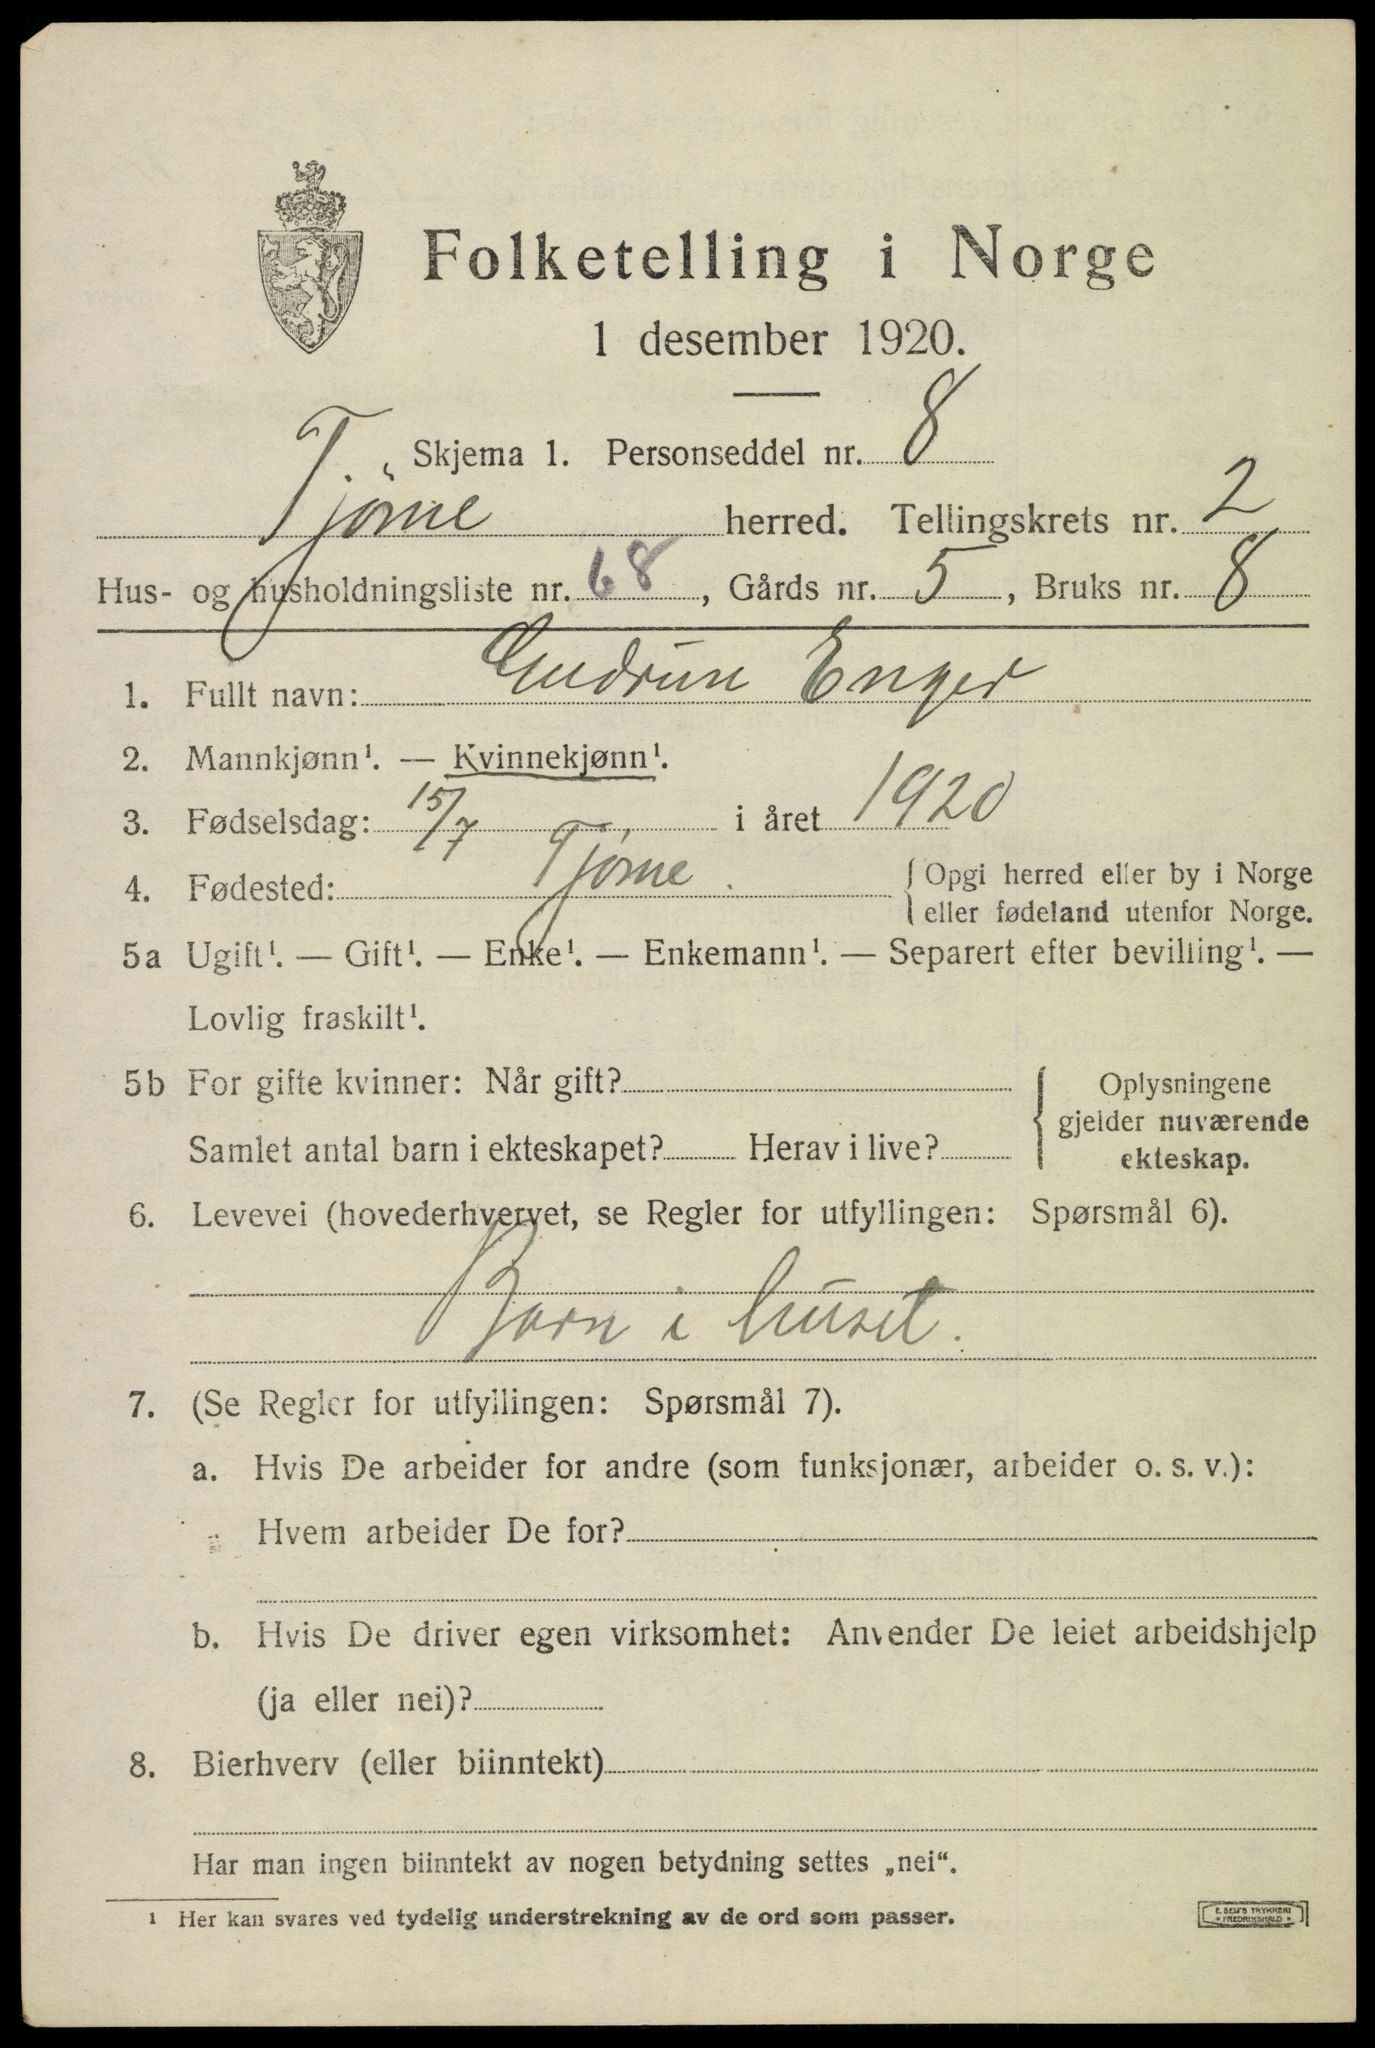 Folketelling i Norge
1 desember 1920.
Skjema 1. Personseddel nr. 8
Tjøme herred. Tellingskrets nr. 2
Hus- og husholdningsliste nr. 68, Gårds nr. 5, Bruks nr. 8
1. Fullt navn: Gudrun Enger
2. Mannkjønn¹. — Kvinnekjønn¹.
3. Fødselsdag: 15/7 i året 1920
4. Fødested: Tjøme. { Opgi herred eller by i Norge
{ eller fødeland utenfor Norge.
5a Ugift¹. — Gift¹. — Enke¹. — Enkemann¹. — Separert efter bevilling¹. —
Lovlig fraskilt¹.
5b For gifte kvinner: Når gift? { Oplysningene
gjelder nuværende
Samlet antal barn i ekteskapet? Herav i live? ekteskap.
6. Levevei (hovederhvervet, se Regler for utfyllingen: Spørsmål 6).
Barn i huset.
7. (Se Regler for utfyllingen: Spørsmål 7).
a. Hvis De arbeider for andre (som funksjonær, arbeider o. s. v.):
Hvem arbeider De for?
b. Hvis De driver egen virksomhet: Anvender De leiet arbeidshjelp
(ja eller nei)?
8. Bierhverv (eller biinntekt)
Har man ingen biinntekt av nogen betydning settes „nei“.
¹ Her kan svares ved tydelig understrekning av de ord som passer.
E. SEM'S TRYKKERI
• FREDRIKSHALD •